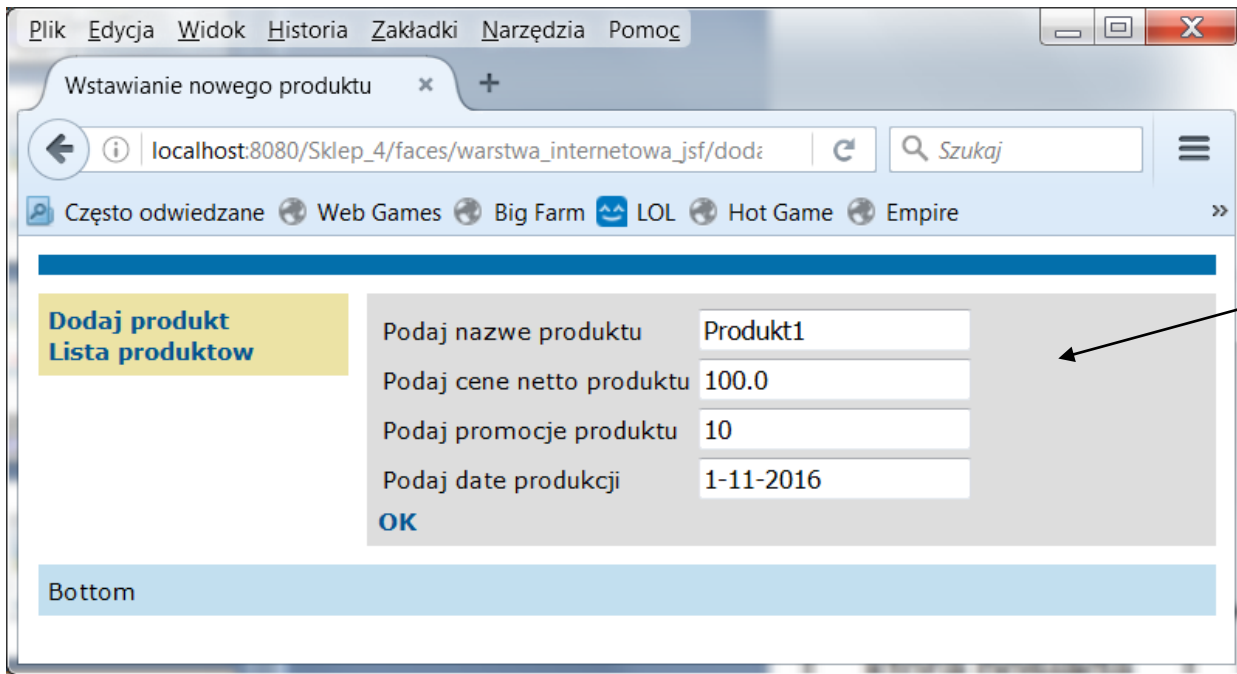 Plik Edycja Widok Historia Zakładki Narzędzia Pomoc
Wstawianie nowego produktu × +
localhost:8080/Sklep_4/faces/warstwa_internetowa_jsf/doda Szukaj
Często odwiedzane Web Games Big Farm LOL Hot Game Empire »
Dodaj produkt
Lista produktow
Podaj nazwe produktu Produkt1
Podaj cene netto produktu 100.0
Podaj promocje produktu 10
Podaj date produkcji 1-11-2016
OK
Bottom